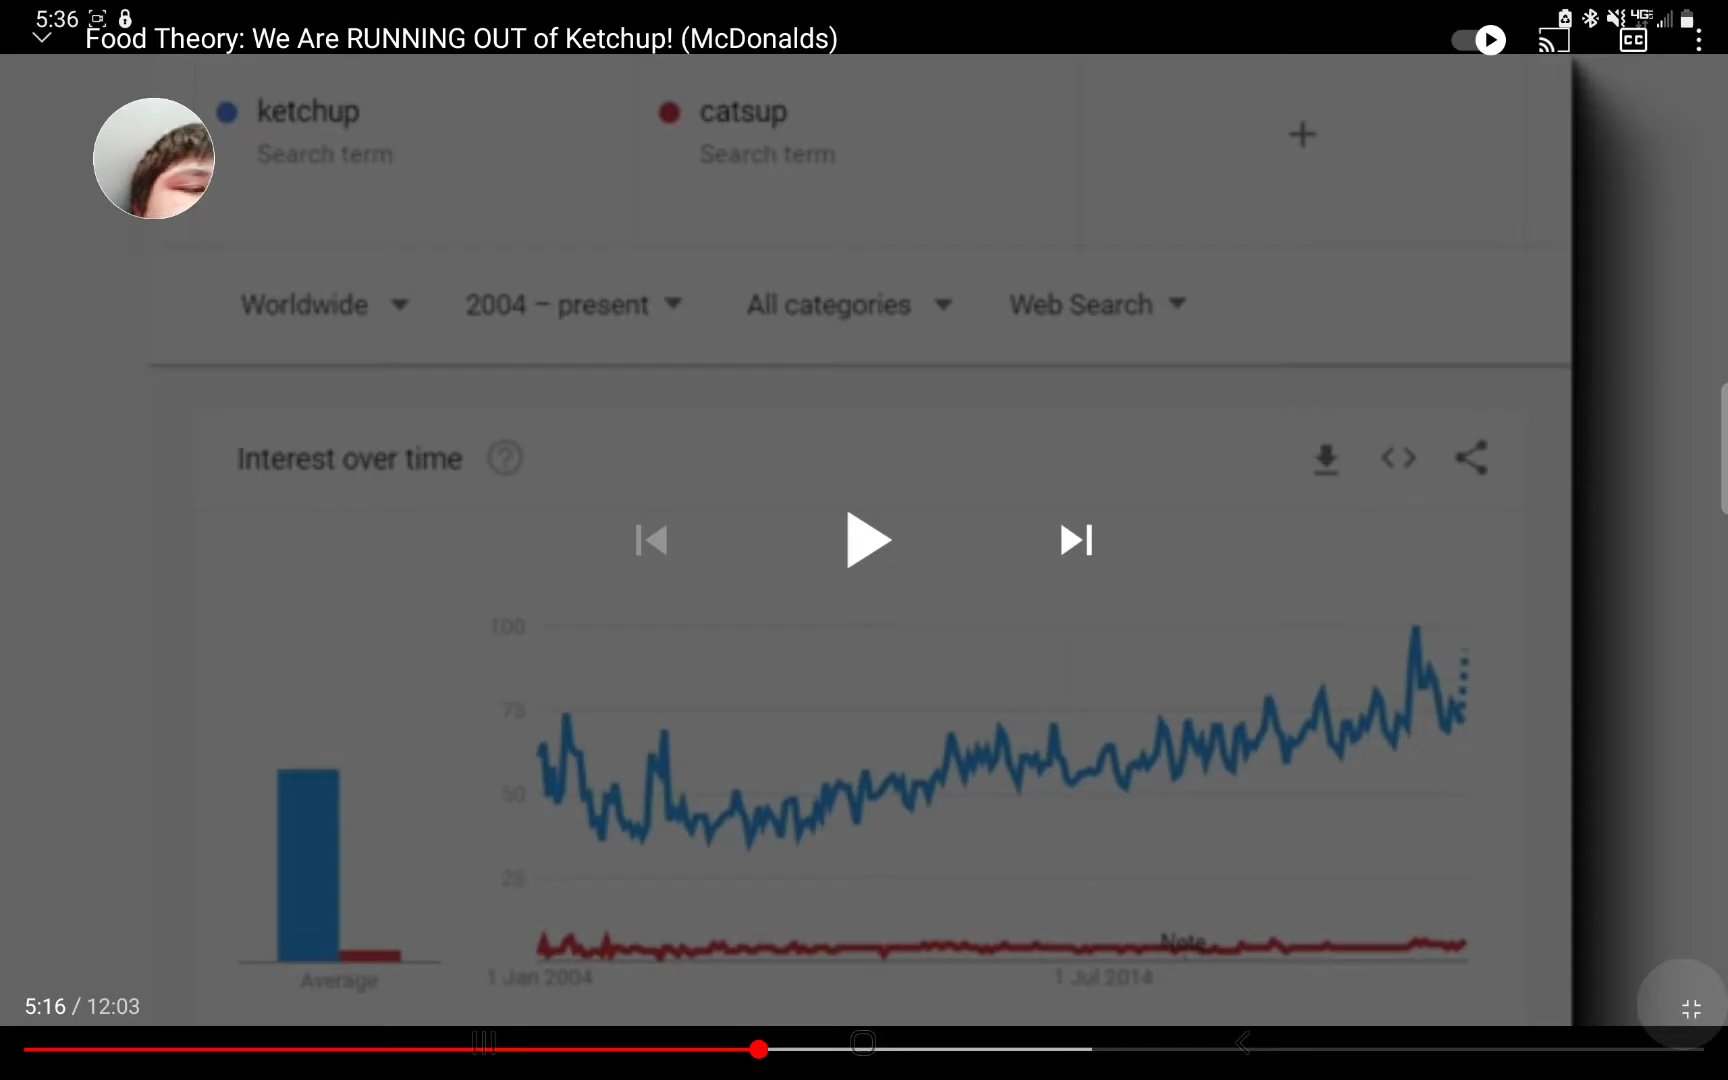 5:36
4GE
Food Theory: We Are RUNNING OUT of Ketchup! (McDonalds)
CC
ketchup
Search term
catsup
Search term
+
Worldwide
2004 – present
All categories
Web Search
Interest over time
?
100
75
50
25
Note
Average
1 Jan 2004
1 Jul 2014
5:16 / 12:03